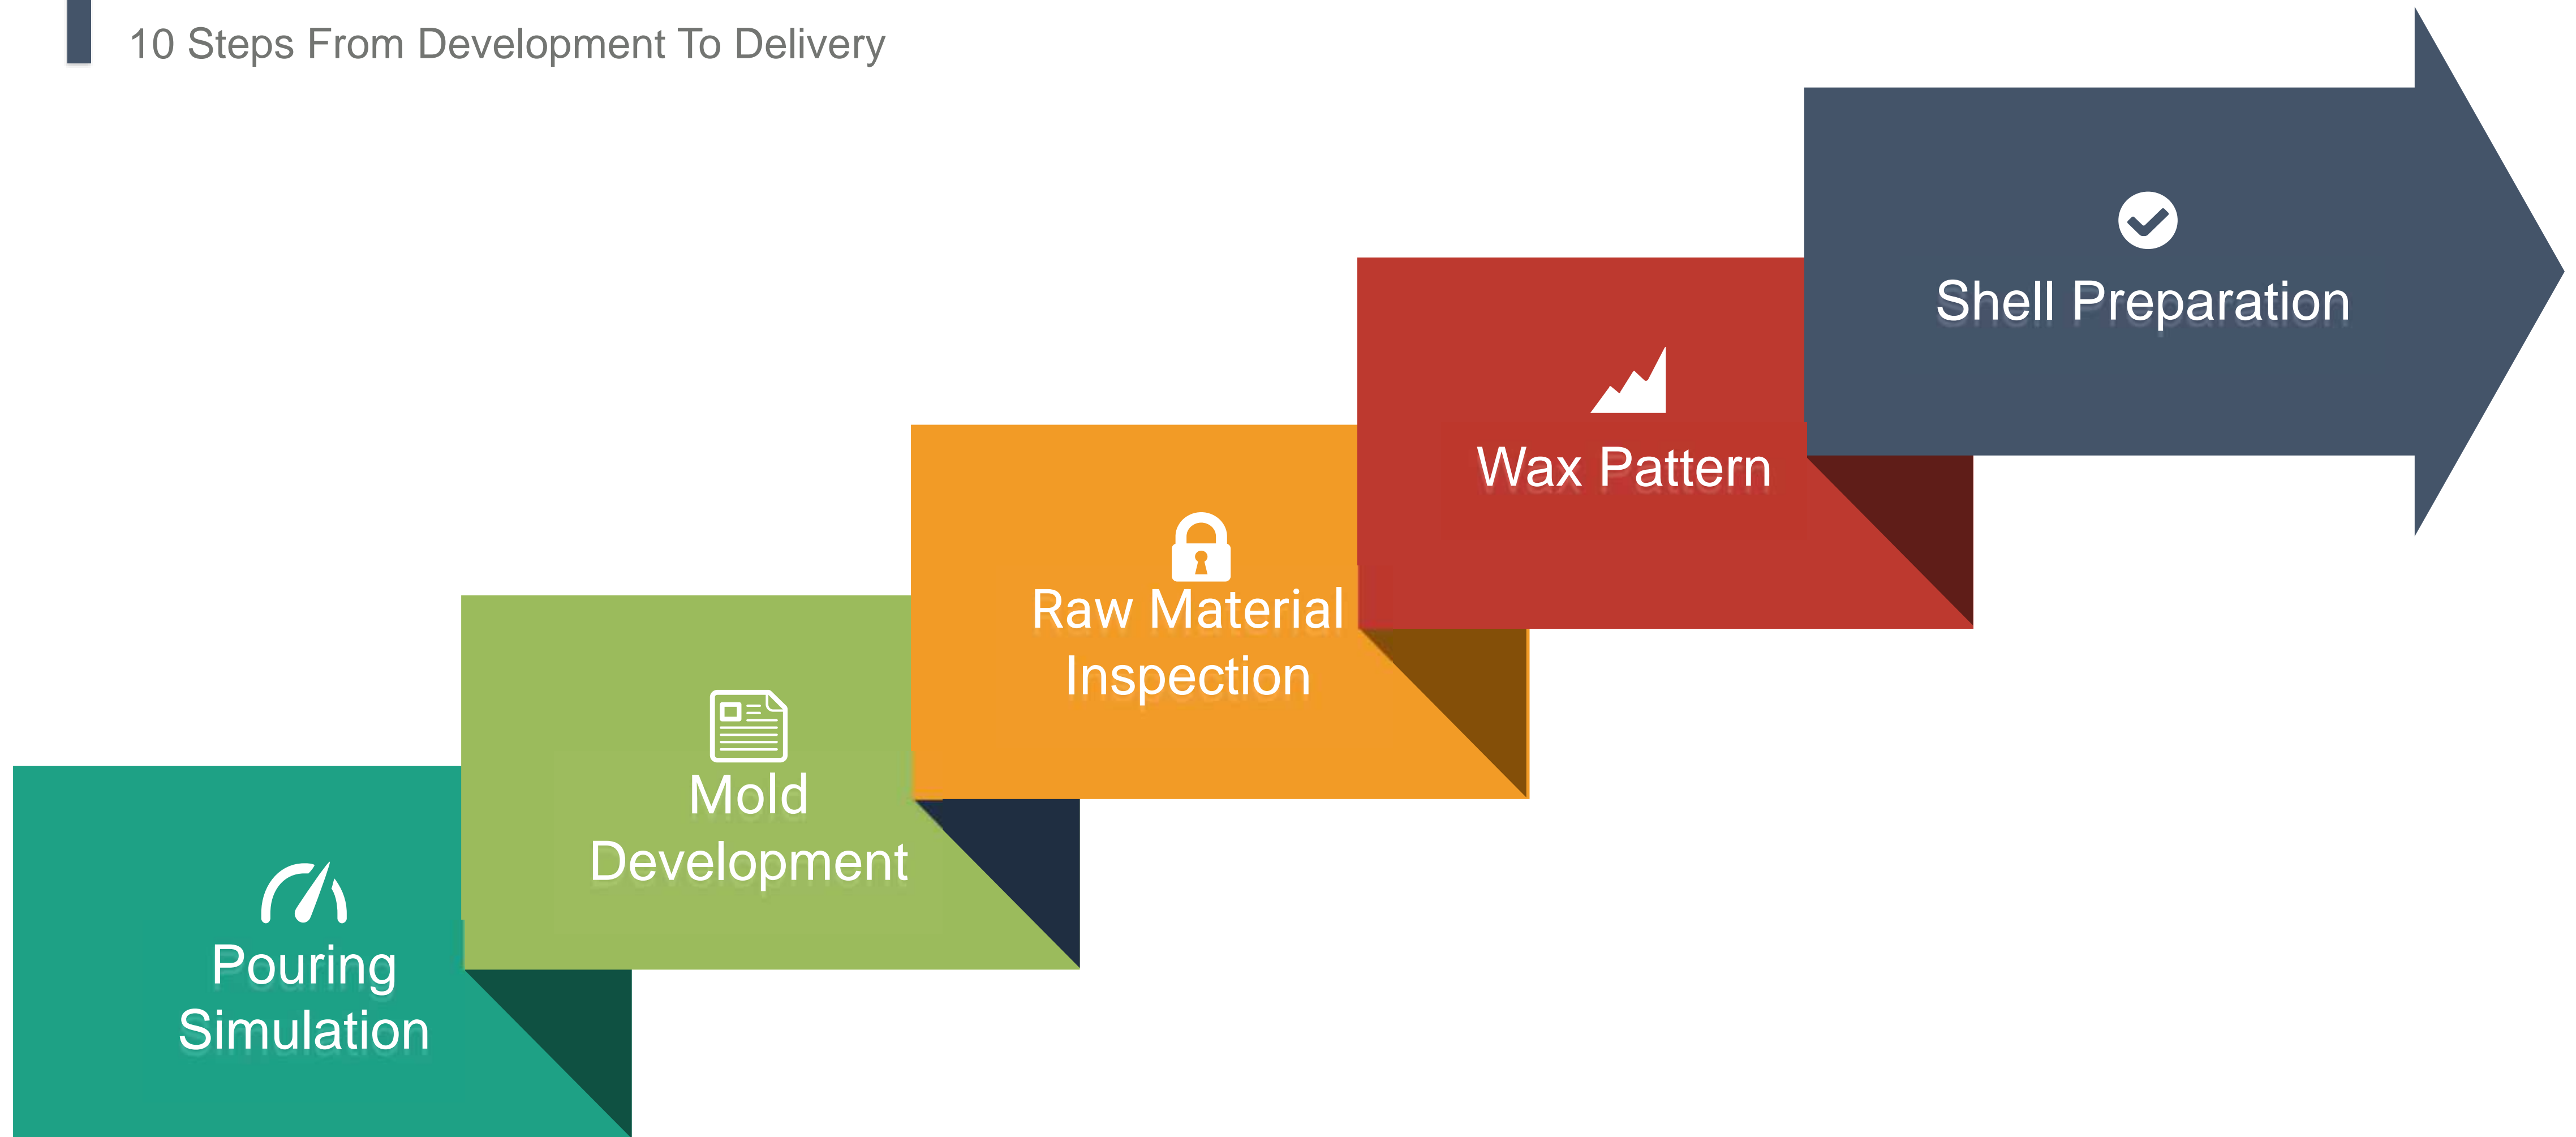 10 Steps From Development To Delivery
Pouring
Simulation
Mold
Development
Raw Material
Inspection
Wax Pattern
Shell Preparation